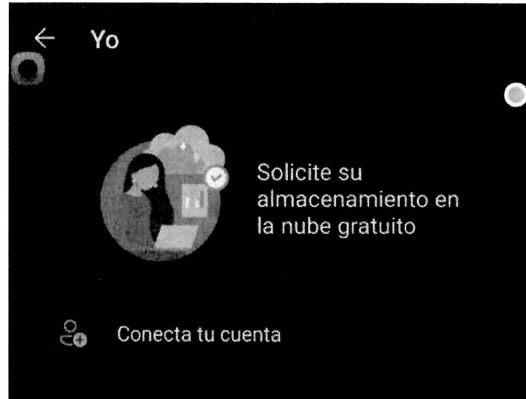 Yo
Solicite su
almacenamiento en
la nube gratuito
Conecta tu cuenta